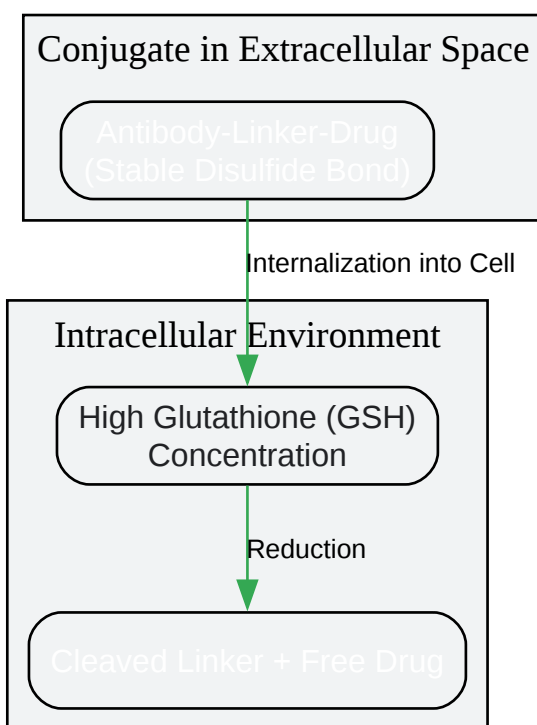 Conjugate in Extracellular Space
Antibody-Linker-Drug
(Stable Disulfide Bond)
Internalization into Cell
Intracellular Environment
High Glutathione (GSH)
Concentration
Reduction
Cleaved Linker + Free Drug